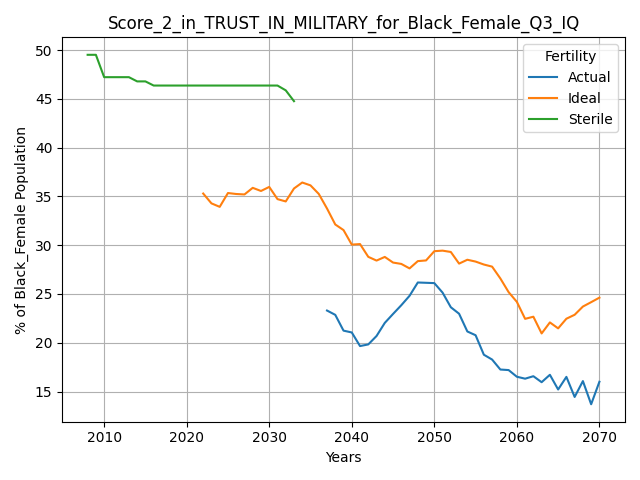 Score_2_in_TRUST_IN_MILITARY_for_Black_Female_Q3_IQ
% of Black_Female Population
50
45
40
35
30
25
20
15
Fertility
Actual
Ideal
Sterile
2010 2020 2030 2040 2050 2060 2070
Years